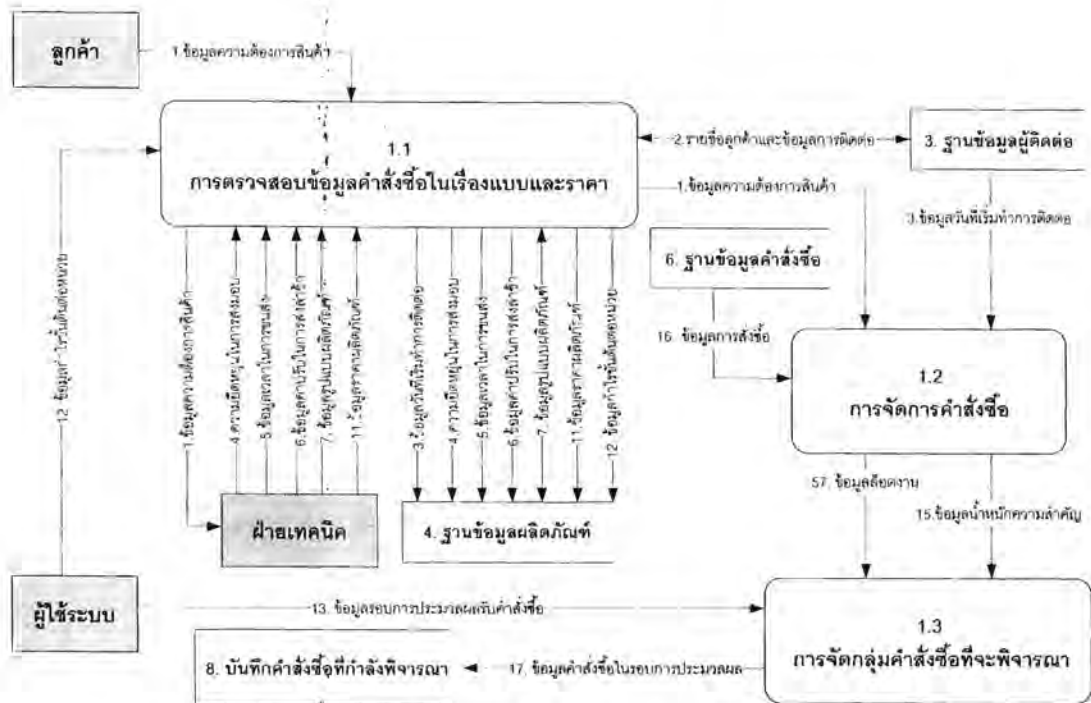 ลูกค้า
1.ข้อมูลความต้องการสินค้า
1.1
การตรวจสอบข้อมูลคำสั่งซื้อในเรื่องแบบและราคา
2.รายชื่อลูกค้าและข้อมูลการติดต่อ
3. ฐานข้อมูลผู้ติดต่อ
1.ข้อมูลความต้องการสินค้า
3.ข้อมูลวันที่เริ่มทำการติดต่อ
6. ฐานข้อมูลคำสั่งซื้อ
16. ข้อมูลการสั่งซื้อ
12. ข้อมูลกำไรขั้นต้นต่อหน่วย
1.ข้อมูลความต้องการสินค้า
4.ความยืดหยุ่นในการส่งมอบ
5.ข้อมูลเวลาในการขนส่ง
6.ข้อมูลค่าปรับในการส่งล่าช้า
7. ข้อมูลรูปแบบผลิตภัณฑ์
11.ข้อมูลราคาผลิตภัณฑ์
3.ข้อมูลวันที่เริ่มทำการติดต่อ
4.ความยืดหยุ่นในการส่งมอบ
5.ข้อมูลเวลาในการขนส่ง
6.ข้อมูลค่าปรับในการส่งล่าช้า
7. ข้อมูลรูปแบบผลิตภัณฑ์
11.ข้อมูลราคาผลิตภัณฑ์
12. ข้อมูลกำไรขั้นต้นต่อหน่วย
1.2
การจัดการคำสั่งซื้อ
57. ข้อมูลล็อตงาน
15.ข้อมูลน้ำหนักความสำคัญ
ฝ่ายเทคนิค
4. ฐานข้อมูลผลิตภัณฑ์
ผู้ใช้ระบบ
13. ข้อมูลรอบการประมวลผลรับคำสั่งซื้อ
1.3
การจัดกลุ่มคำสั่งซื้อที่จะพิจารณา
8. บันทึกคำสั่งซื้อที่กำลังพิจารณา
17. ข้อมูลคำสั่งซื้อในรอบการประมวลผล